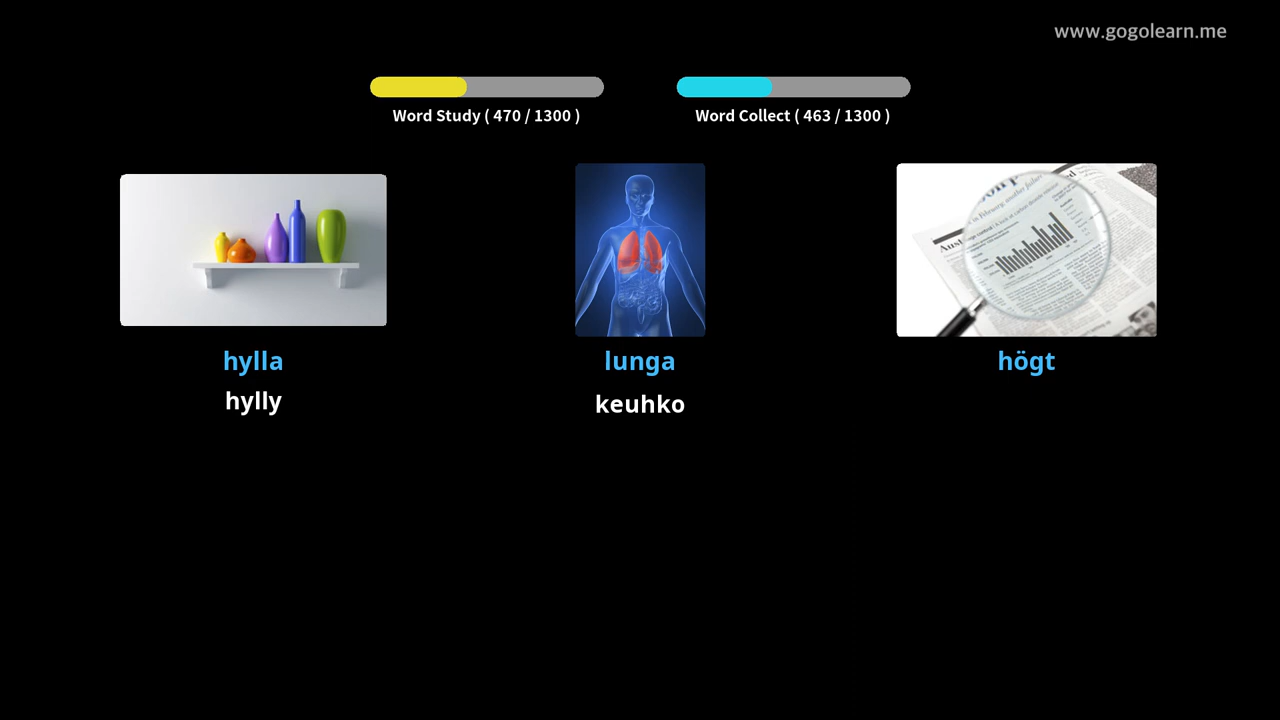 www.gogolearn.me
Word Study ( 470 / 1300 )
Word Collect ( 463 / 1300 )
hylla
hylly
lunga
keuhko
högt